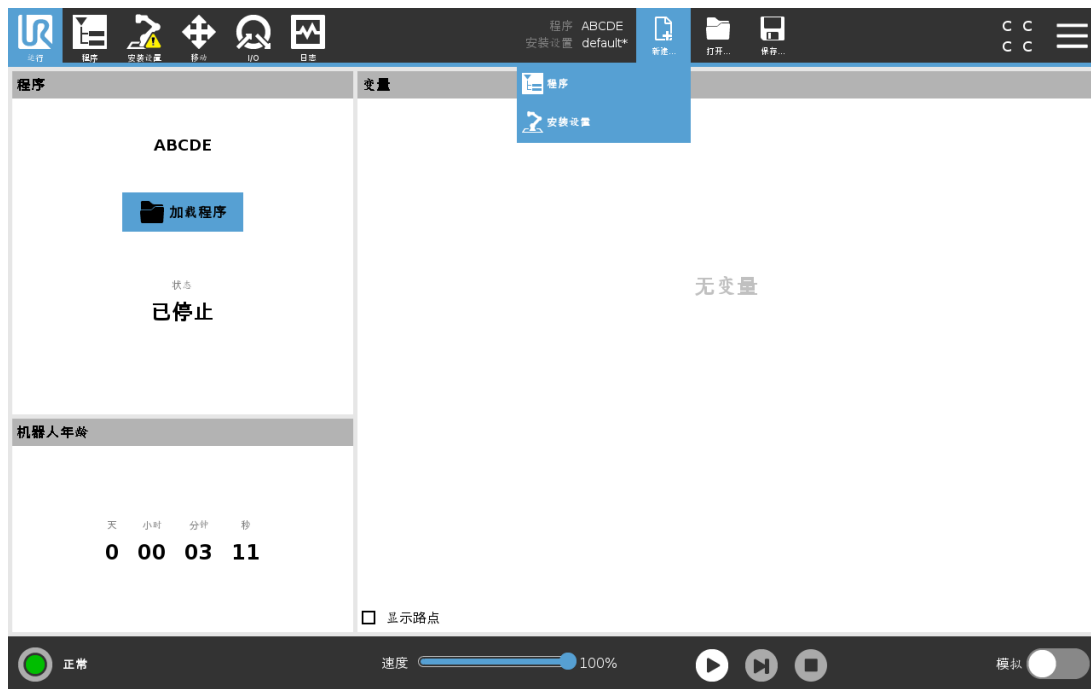 UR
运行
程序
安装设置
移动
I/O
日志
程序 ABCDE
安装设置 default*
新建...
打开...
保存...
C C
C C
程序
安装设置
程序
ABCDE
加载程序
状态
已停止
变量
无变量
机器人年龄
天 小时 分钟 秒
0 00 03 11
显示路点
正常
速度 100%
模拟